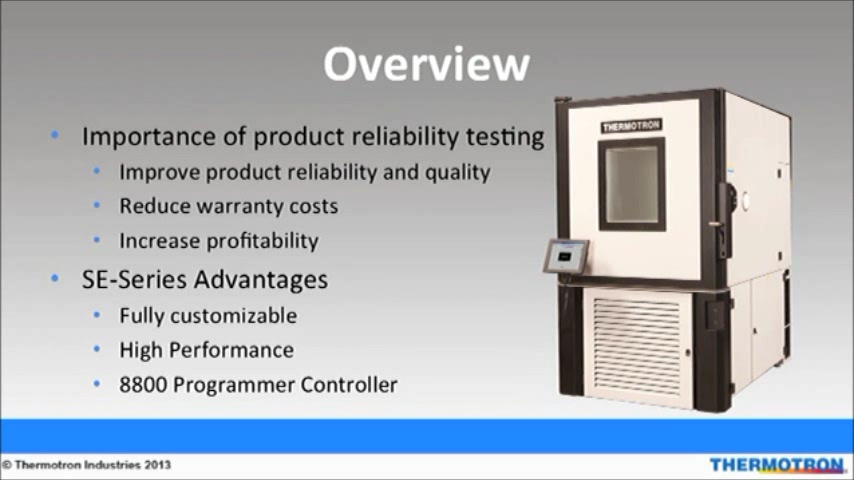 Overview
• Importance of product reliability testing
• Improve product reliability and quality
• Reduce warranty costs
• Increase profitability
• SE-Series Advantages
• Fully customizable
• High Performance
• 8800 Programmer Controller
THERMOTRON
© Thermotron Industries 2013
THERMOTRON